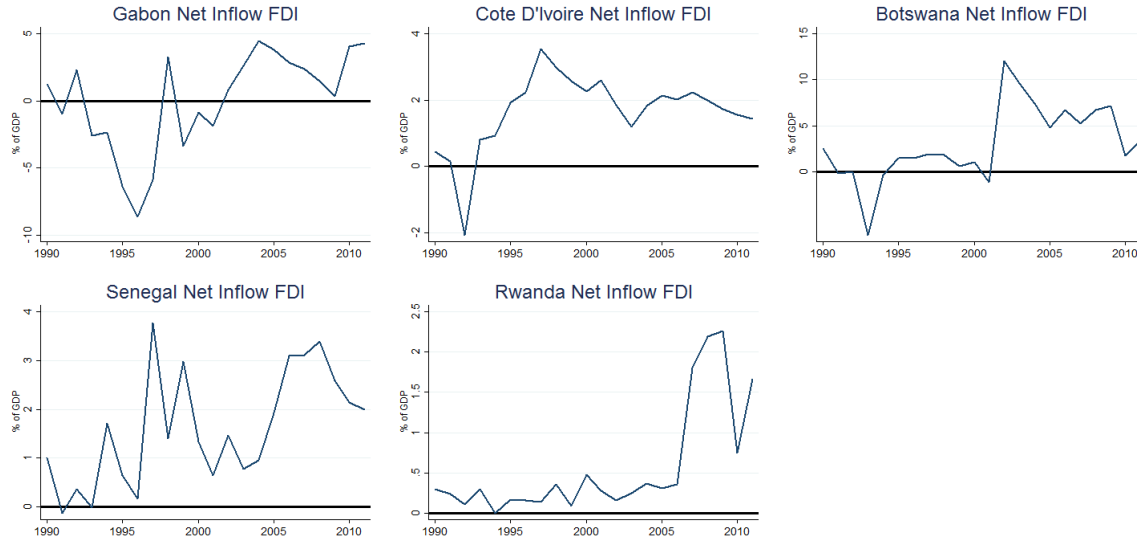 Gabon Net Inflow FDI
% of GDP
5
0
-5
-10
1990 1995 2000 2005 2010
Cote D'Ivoire Net Inflow FDI
% of GDP
4
2
0
-2
1990 1995 2000 2005 2010
Botswana Net Inflow FDI
% of GDP
15
10
5
0
1990 1995 2000 2005 2010
Senegal Net Inflow FDI
% of GDP
4
3
2
1
0
1990 1995 2000 2005 2010
Rwanda Net Inflow FDI
% of GDP
2.5
2
1.5
1
.5
0
1990 1995 2000 2005 2010